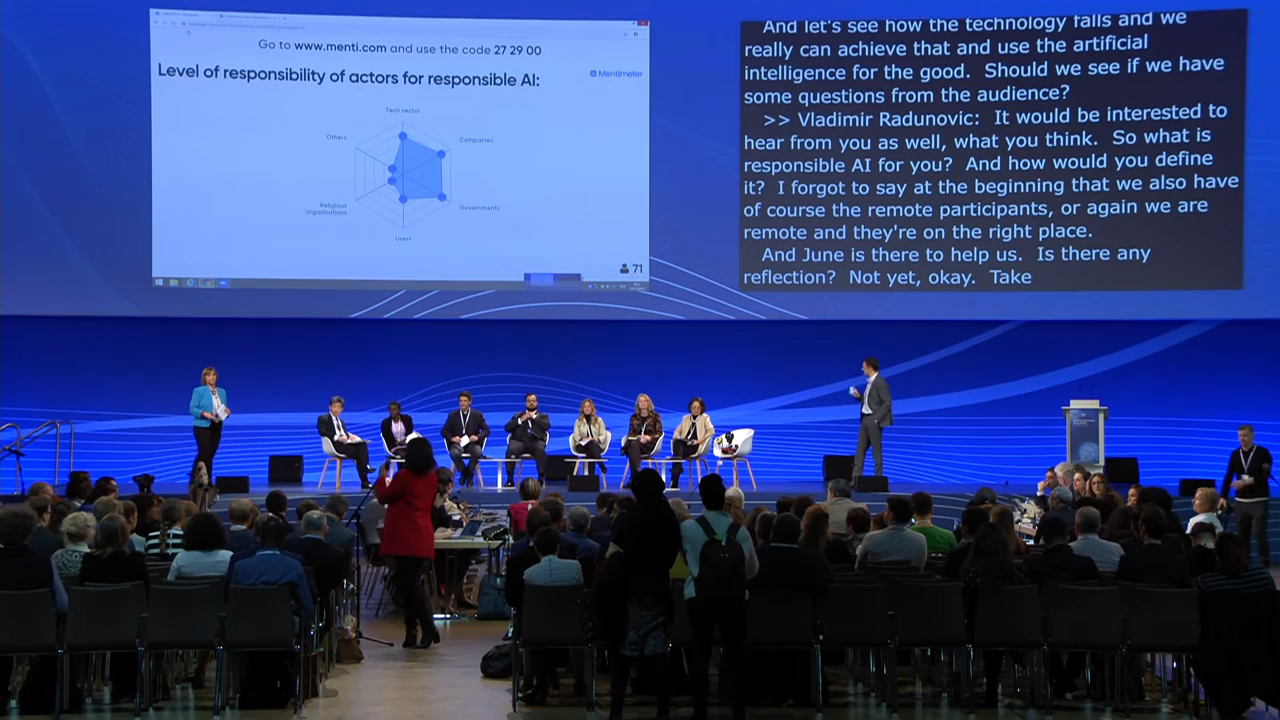 Go to www.menti.com and use the code 27 29 00
Level of responsibility of actors for responsible AI:
Mentimeter
Tech sector
Others
Companies
Religious
organisations
Governments
Users
71
And let's see how the technology falls and we
really can achieve that and use the artificial
intelligence for the good. Should we see if we have
some questions from the audience?
>> Vladimir Radunovic: It would be interested to
hear from you as well, what you think. So what is
responsible AI for you? And how would you define
it? I forgot to say at the beginning that we also have
of course the remote participants, or again we are
remote and they're on the right place.
And June is there to help us. Is there any
reflection? Not yet, okay. Take